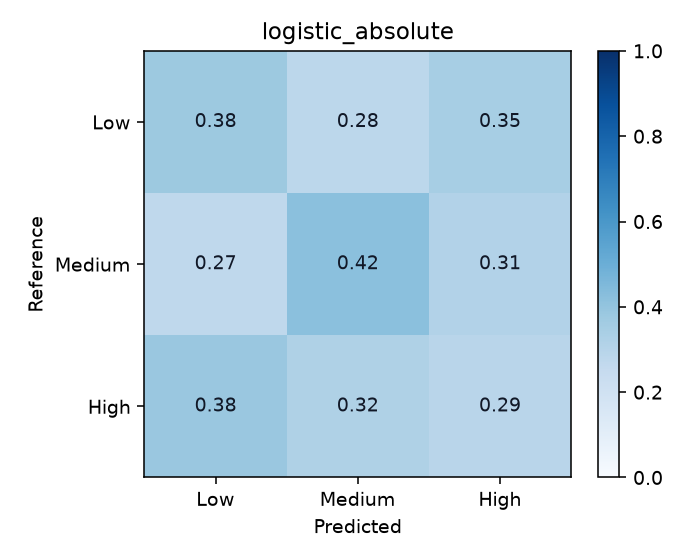 logistic_absolute
1.0
Low 0.38 0.28 0.35
0.8
0.6
Reference
Medium 0.27 0.42 0.31
0.4
High 0.38 0.32 0.29
0.2
0.0
Low Medium High
Predicted